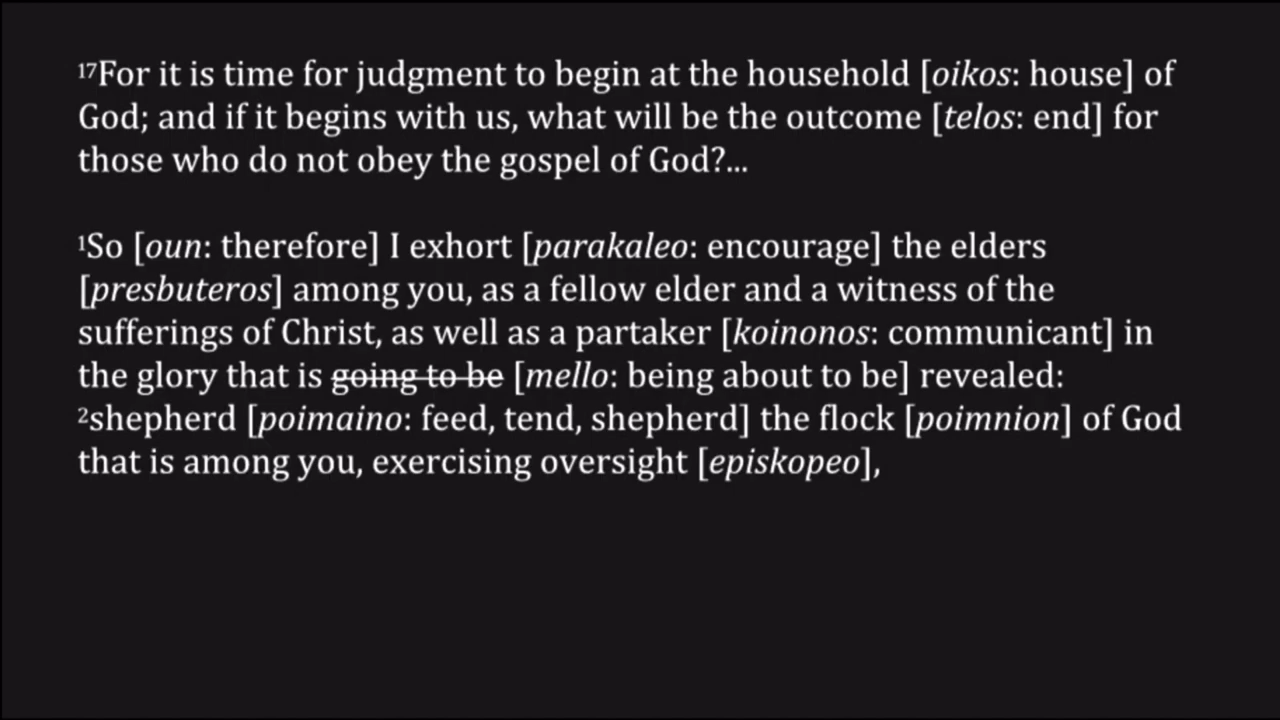 ¹⁷For it is time for judgment to begin at the household [oikos: house] of
God; and if it begins with us, what will be the outcome [telos: end] for
those who do not obey the gospel of God?...
¹So [oun: therefore] I exhort [parakaleo: encourage] the elders
[presbuteros] among you, as a fellow elder and a witness of the
sufferings of Christ, as well as a partaker [koinonos: communicant] in
the glory that is going to be [mello: being about to be] revealed:
²shepherd [poimaino: feed, tend, shepherd] the flock [poimnion] of God
that is among you, exercising oversight [episkopeo],